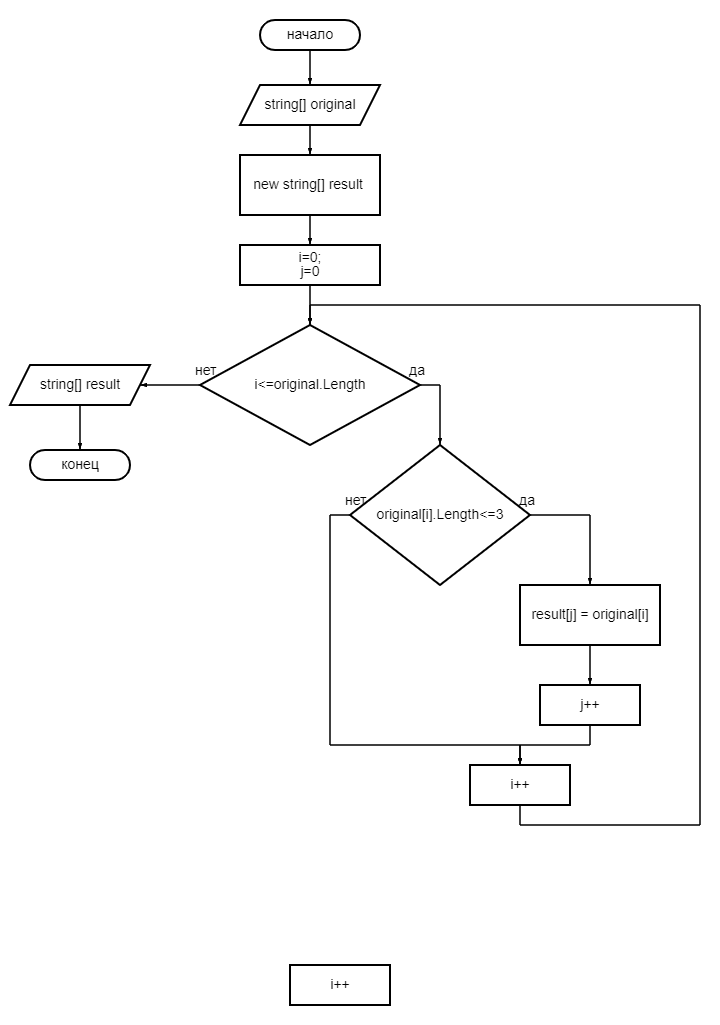 начало
string[] original
new string[] result
i=0;
j=0
нет
да
i<=original.Length
string[] result
конец
нет
да
original[i].Length<=3
result[j] = original[i]
j++
i++
i++